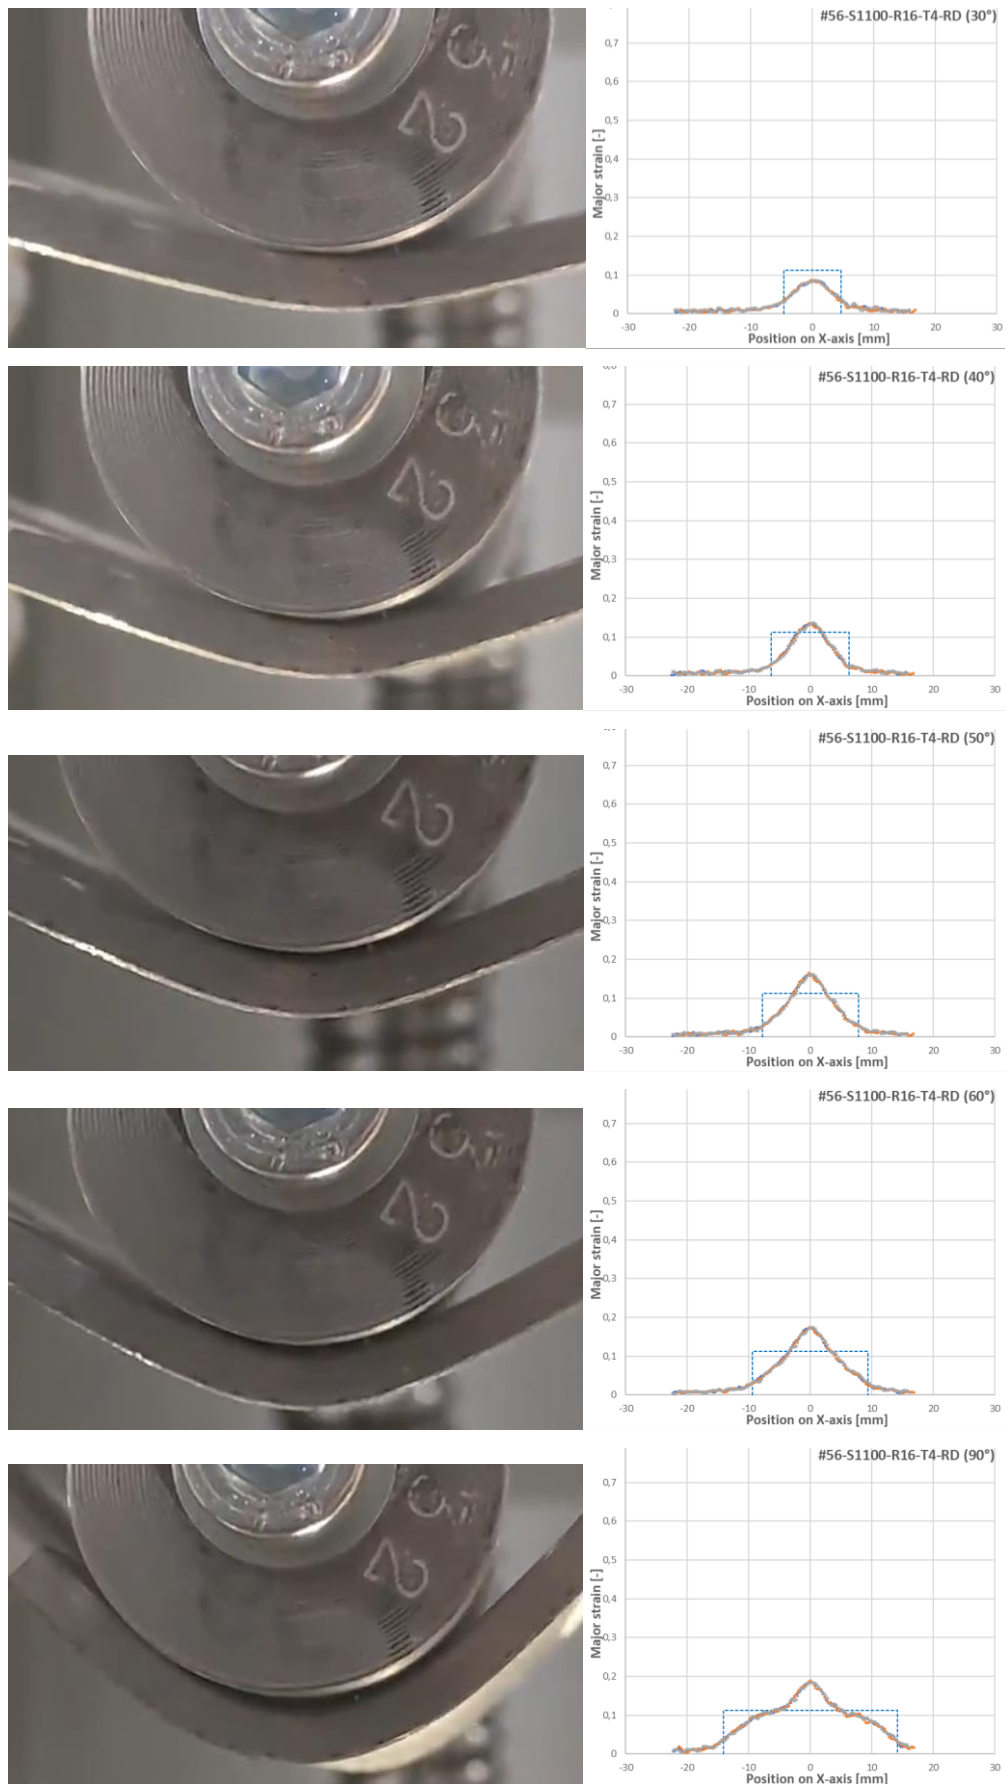 #56-S1100-R16-T4-RD (30°)
Major strain [-]
0,7
0,6
0,5
0,4
0,3
0,2
0,1
0
-30 -20 -10 0 10 20 30
Position on X-axis [mm]
#56-S1100-R16-T4-RD (40°)
Major strain [-]
0,7
0,6
0,5
0,4
0,3
0,2
0,1
0
-30 -20 -10 0 10 20 30
Position on X-axis [mm]
#56-S1100-R16-T4-RD (50°)
Major strain [-]
0,7
0,6
0,5
0,4
0,3
0,2
0,1
0
-30 -20 -10 0 10 20 30
Position on X-axis [mm]
#56-S1100-R16-T4-RD (60°)
Major strain [-]
0,7
0,6
0,5
0,4
0,3
0,2
0,1
0
-30 -20 -10 0 10 20 30
Position on X-axis [mm]
#56-S1100-R16-T4-RD (90°)
Major strain [-]
0,7
0,6
0,5
0,4
0,3
0,2
0,1
0
-30 -20 -10 0 10 20 30
Position on X-axis [mm]